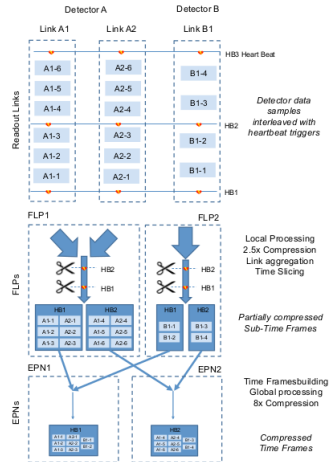 Detector A
Detector B
Link A1
Link A2
Link B1
HB3 Heart Beat
A1-6
A2-6
B1-4
A1-5
A2-5
A1-4
A2-4
B1-3
Readout Links
Detector data
samples
interleaved with
heartbeat triggers
HB2
A1-3
A2-3
B1-2
A1-2
A2-2
A1-1
A2-1
B1-1
HB1
FLP1
FLP2
FLPs
Local Processing
2.5x Compression
Link aggregation
Time Slicing
HB2
HB2
HB1
HB1
HB1
HB2
HB1
HB2
A1-1
A2-1
A1-4
A2-4
B1-1
B1-3
A1-2
A2-2
A1-5
A2-5
B1-2
B1-4
A1-3
A2-3
A1-6
A2-6
Partially compressed
Sub-Time Frames
EPN1
EPN2
EPNs
Time Framesbuilding
Global processing
8x Compression
HB1
HB2
Compressed
Time Frames